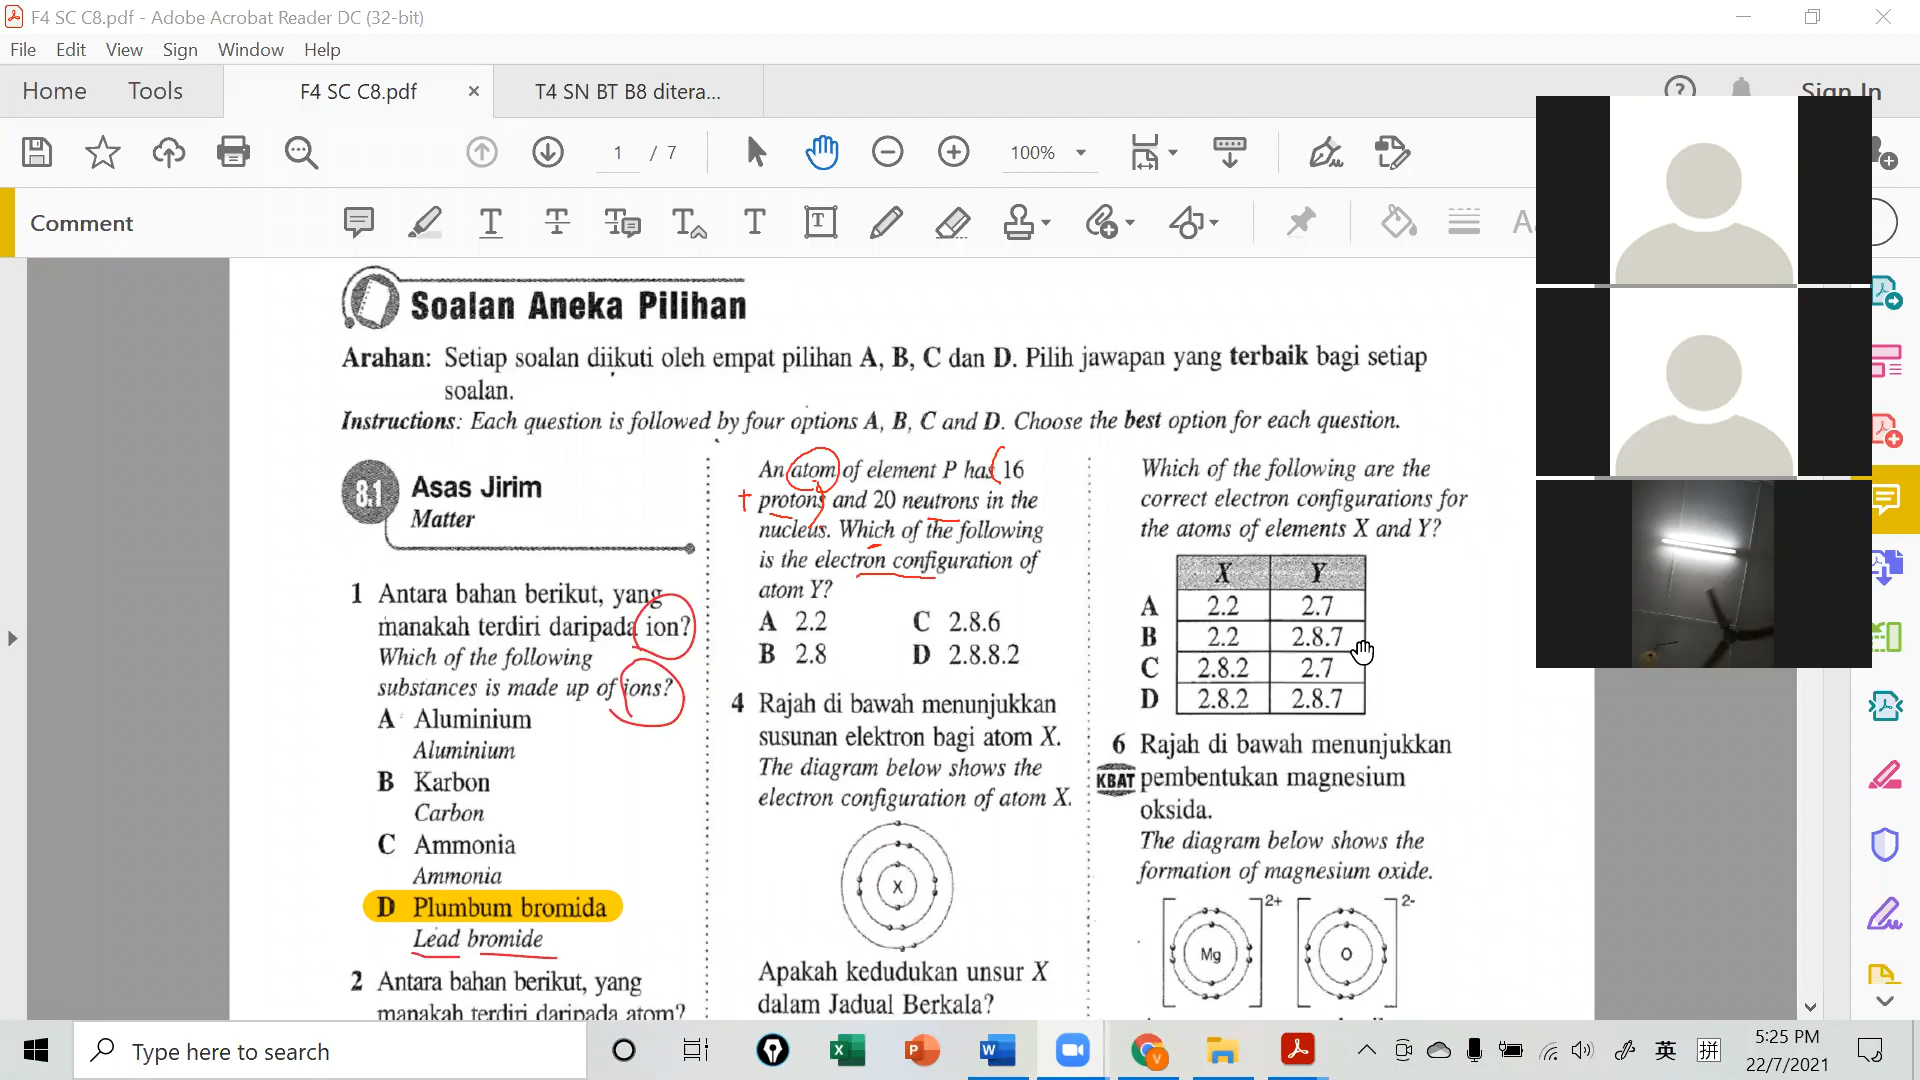 F4 SC C8.pdf - Adobe Acrobat Reader DC (32-bit)
File Edit View Sign Window Help
Home Tools F4 SC C8.pdf × T4 SN BT B8 ditera... Sign In
1 / 7 100%
Comment
Soalan Aneka Pilihan
Arahan: Setiap soalan diikuti oleh empat pilihan A, B, C dan D. Pilih jawapan yang terbaik bagi setiap
soalan.
Instructions: Each question is followed by four options A, B, C and D. Choose the best option for each question.
8.1 Asas Jirim
Matter
1 Antara bahan berikut, yang
manakah terdiri daripada ion?
Which of the following
substances is made up of ions?
A Aluminium
Aluminium
B Karbon
Carbon
C Ammonia
Ammonia
D Plumbum bromida
Lead bromide
2 Antara bahan berikut, yang
manakah terdiri daripada atom?
An atom of element P has 16
+ protons and 20 neutrons in the
nucleus. Which of the following
is the electron configuration of
atom Y?
A 2.2 C 2.8.6
B 2.8 D 2.8.8.2
4 Rajah di bawah menunjukkan
susunan elektron bagi atom X.
The diagram below shows the
electron configuration of atom X.
X
Apakah kedudukan unsur X
dalam Jadual Berkala?
Which of the following are the
correct electron configurations for
the atoms of elements X and Y?
X Y
A 2.2 2.7
B 2.2 2.8.7
C 2.8.2 2.7
D 2.8.2 2.8.7
6 Rajah di bawah menunjukkan
KBAT pembentukan magnesium
oksida.
The diagram below shows the
formation of magnesium oxide.
Mg 2+ O 2-
Type here to search
英 拼
5:25 PM
22/7/2021